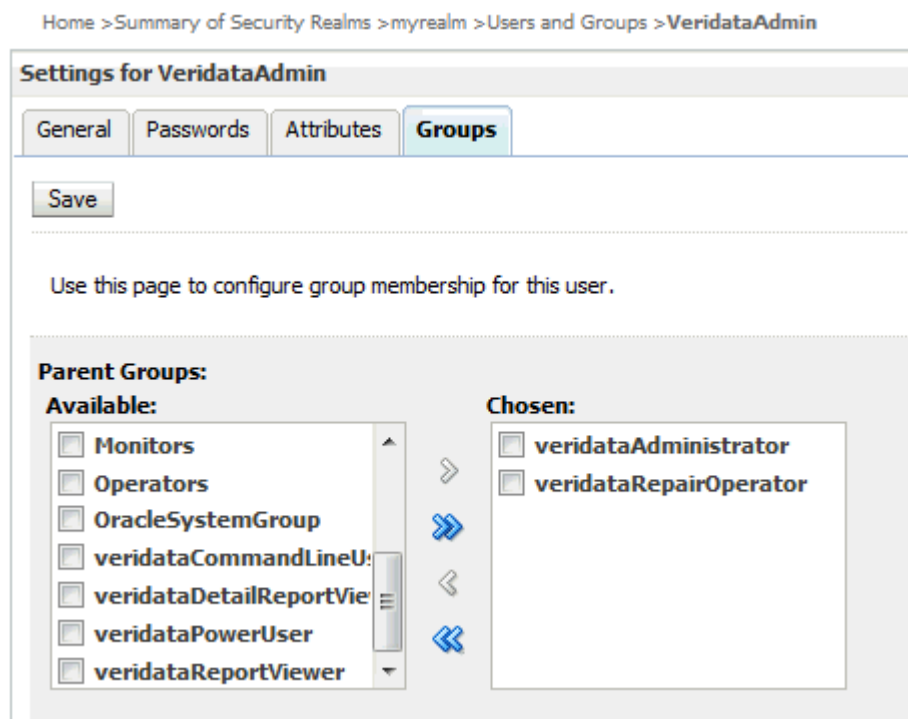 Home >Summary of Security Realms >myrealm >Users and Groups >VeridataAdmin
Settings for VeridataAdmin
General Passwords Attributes Groups
Save
Use this page to configure group membership for this user.
Parent Groups:
Available:
Monitors
Operators
OracleSystemGroup
veridataCommandLineU
veridataDetailReportVie
veridataPowerUser
veridataReportViewer
Chosen:
veridataAdministrator
veridataRepairOperator